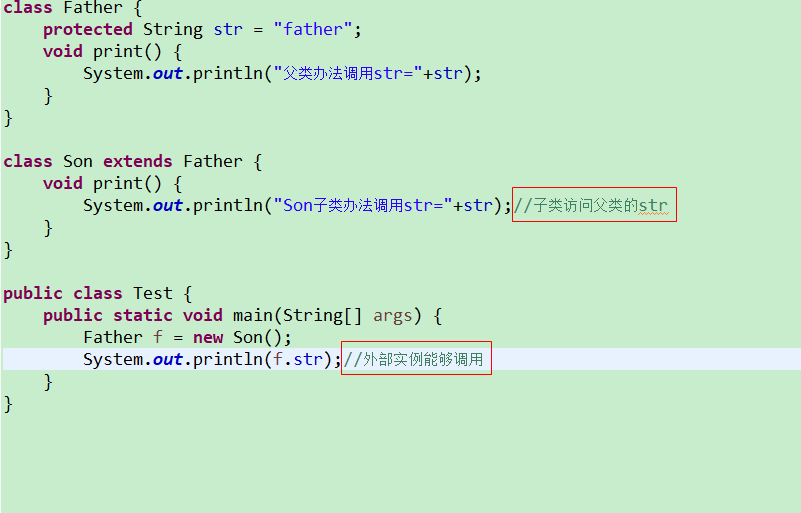 class Father {
    protected String str = "father";
    void print() {
        System.out.println("父类办法调用str="+str);
    }
}
class Son extends Father {
    void print() {
        System.out.println("Son子类办法调用str="+str);//子类访问父类的str
    }
}
public class Test {
    public static void main(String[] args) {
        Father f = new Son();
        System.out.println(f.str);//外部实例能够调用
    }
}